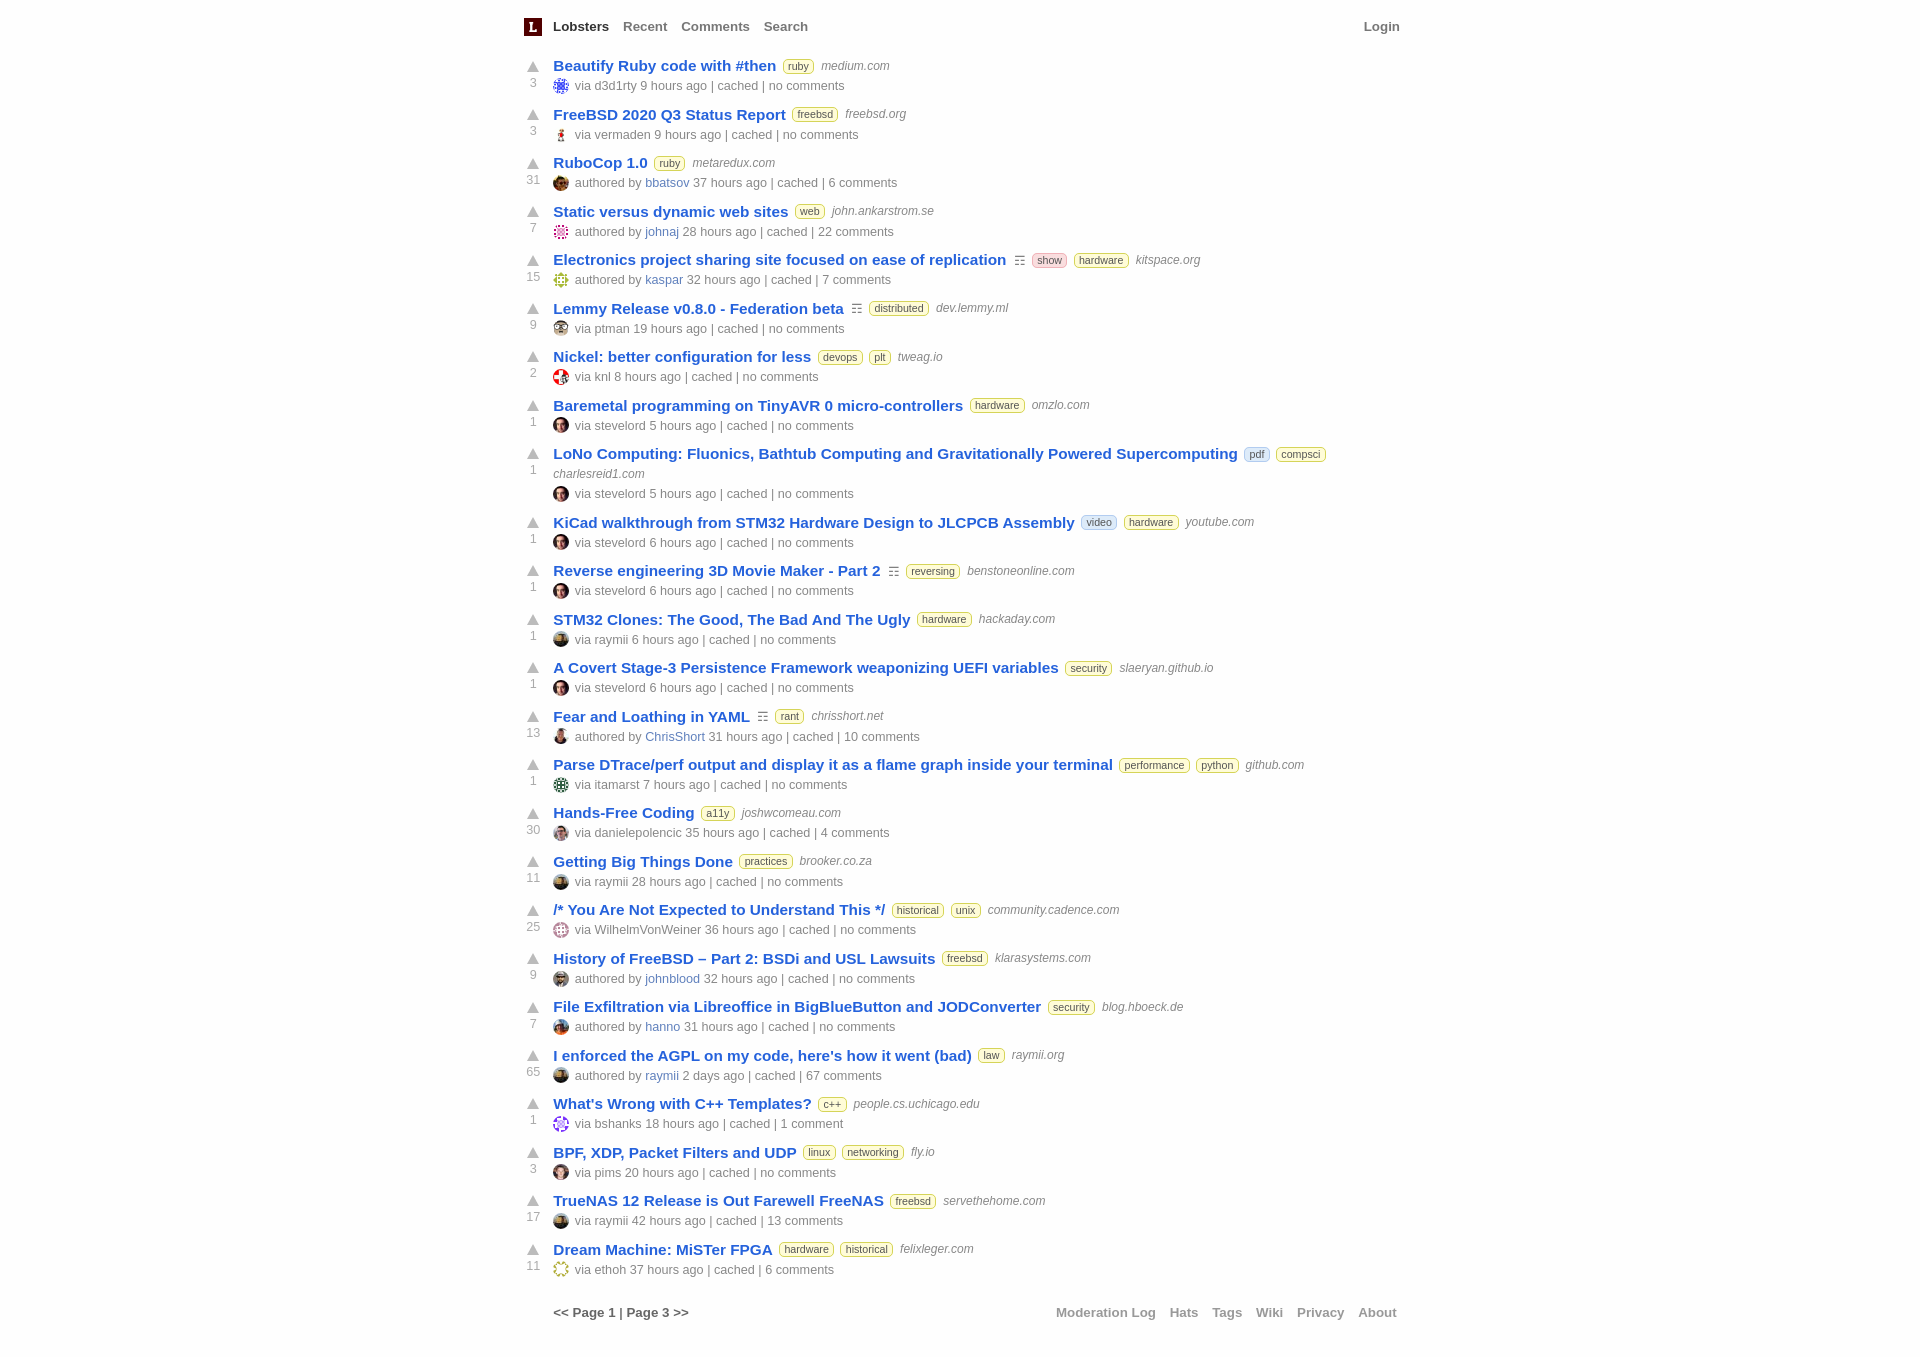 L Lobsters Recent Comments Search Login
Beautify Ruby code with #then ruby medium.com
3 via d3d1rty 9 hours ago | cached | no comments
FreeBSD 2020 Q3 Status Report freebsd freebsd.org
3 via vermaden 9 hours ago | cached | no comments
RuboCop 1.0 ruby metaredux.com
31 authored by bbatsov 37 hours ago | cached | 6 comments
Static versus dynamic web sites web john.ankarstrom.se
7 authored by johnaj 28 hours ago | cached | 22 comments
Electronics project sharing site focused on ease of replication ☶ show hardware kitspace.org
15 authored by kaspar 32 hours ago | cached | 7 comments
Lemmy Release v0.8.0 - Federation beta ☶ distributed dev.lemmy.ml
9 via ptman 19 hours ago | cached | no comments
Nickel: better configuration for less devops plt tweag.io
2 via knl 8 hours ago | cached | no comments
Baremetal programming on TinyAVR 0 micro-controllers hardware omzlo.com
1 via stevelord 5 hours ago | cached | no comments
LoNo Computing: Fluonics, Bathtub Computing and Gravitationally Powered Supercomputing pdf compsci
1 charlesreid1.com
via stevelord 5 hours ago | cached | no comments
KiCad walkthrough from STM32 Hardware Design to JLCPCB Assembly video hardware youtube.com
1 via stevelord 6 hours ago | cached | no comments
Reverse engineering 3D Movie Maker - Part 2 ☶ reversing benstoneonline.com
1 via stevelord 6 hours ago | cached | no comments
STM32 Clones: The Good, The Bad And The Ugly hardware hackaday.com
1 via raymii 6 hours ago | cached | no comments
A Covert Stage-3 Persistence Framework weaponizing UEFI variables security slaeryan.github.io
1 via stevelord 6 hours ago | cached | no comments
Fear and Loathing in YAML ☶ rant chrisshort.net
13 authored by ChrisShort 31 hours ago | cached | 10 comments
Parse DTrace/perf output and display it as a flame graph inside your terminal performance python github.com
1 via itamarst 7 hours ago | cached | no comments
Hands-Free Coding a11y joshwcomeau.com
30 via danielepolencic 35 hours ago | cached | 4 comments
Getting Big Things Done practices brooker.co.za
11 via raymii 28 hours ago | cached | no comments
/* You Are Not Expected to Understand This */ historical unix community.cadence.com
25 via WilhelmVonWeiner 36 hours ago | cached | no comments
History of FreeBSD – Part 2: BSDi and USL Lawsuits freebsd klarasystems.com
9 authored by johnblood 32 hours ago | cached | no comments
File Exfiltration via Libreoffice in BigBlueButton and JODConverter security blog.hboeck.de
7 authored by hanno 31 hours ago | cached | no comments
I enforced the AGPL on my code, here's how it went (bad) law raymii.org
65 authored by raymii 2 days ago | cached | 67 comments
What's Wrong with C++ Templates? c++ people.cs.uchicago.edu
1 via bshanks 18 hours ago | cached | 1 comment
BPF, XDP, Packet Filters and UDP linux networking fly.io
3 via pims 20 hours ago | cached | no comments
TrueNAS 12 Release is Out Farewell FreeNAS freebsd servethehome.com
17 via raymii 42 hours ago | cached | 13 comments
Dream Machine: MiSTer FPGA hardware historical felixleger.com
11 via ethoh 37 hours ago | cached | 6 comments
<< Page 1 | Page 3 >> Moderation Log Hats Tags Wiki Privacy About